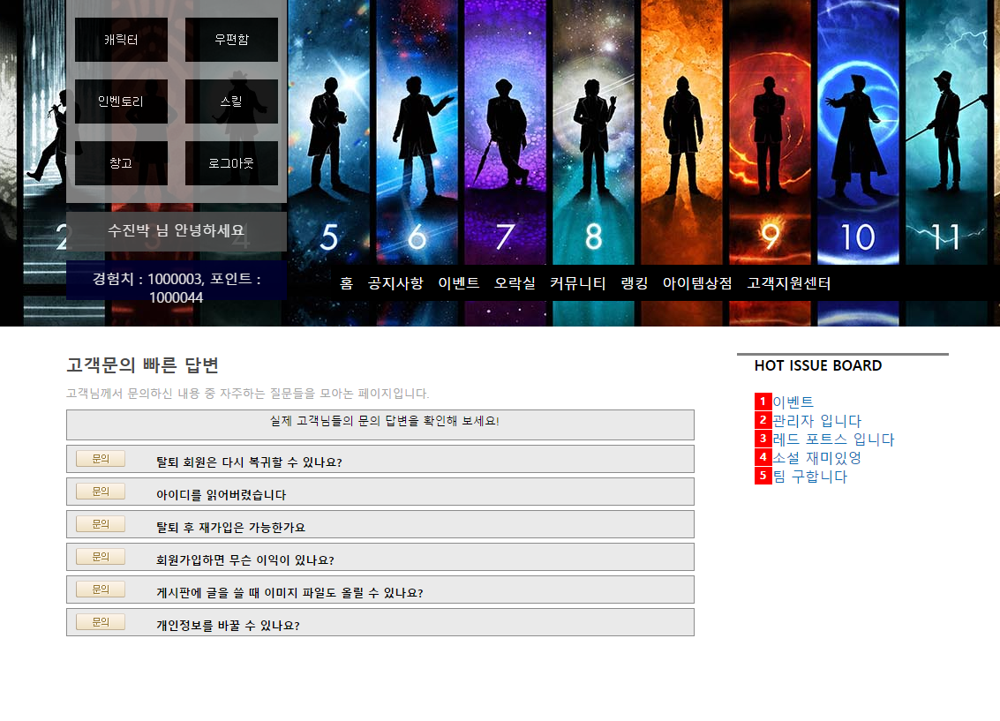 캐릭터 우편함
인벤토리 스킬
창고 로그아웃
2 3 4 5 6 7 8 9 10 11
수진박 님 안녕하세요
경험치 : 1000003, 포인트 :
1000044
홈 공지사항 이벤트 오락실 커뮤니티 랭킹 아이템상점 고객지원센터
고객문의 빠른 답변
고객님께서 문의하신 내용 중 자주하는 질문들을 모아논 페이지입니다.
실제 고객님들의 문의 답변을 확인해 보세요!
문의 탈퇴 회원은 다시 복귀할 수 있나요?
문의 아이디를 읽어버렸습니다
문의 탈퇴 후 재가입은 가능한가요
문의 회원가입하면 무슨 이익이 있나요?
문의 게시판에 글을 쓸 때 이미지 파일도 올릴 수 있나요?
문의 개인정보를 바꿀 수 있나요?
HOT ISSUE BOARD
1 이벤트
2 관리자 입니다
3 레드 포트스 입니다
4 소설 재미있엉
5 팀 구합니다